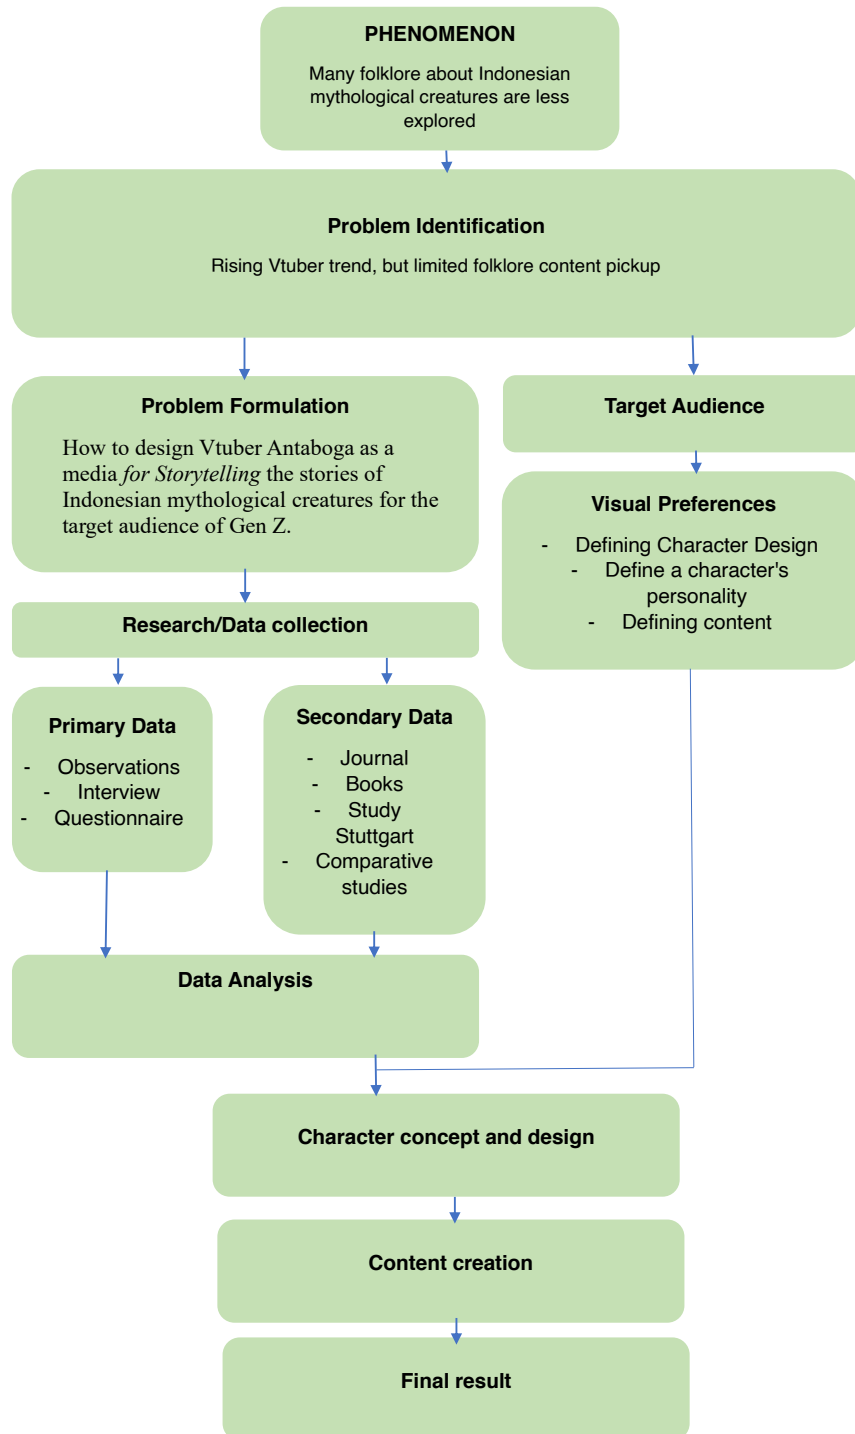 PHENOMENON
Many folklore about Indonesian
mythological creatures are less
explored
Problem Identification
Rising Vtuber trend, but limited folklore content pickup
Problem Formulation
How to design Vtuber Antaboga as a
media for Storytelling the stories of
Indonesian mythological creatures for the
target audience of Gen Z.
Target Audience
Visual Preferences
- Defining Character Design
- Define a character's
personality
- Defining content
Research/Data collection
Primary Data
- Observations
- Interview
- Questionnaire
Secondary Data
- Journal
- Books
- Study
Stuttgart
- Comparative
studies
Data Analysis
Character concept and design
Content creation
Final result